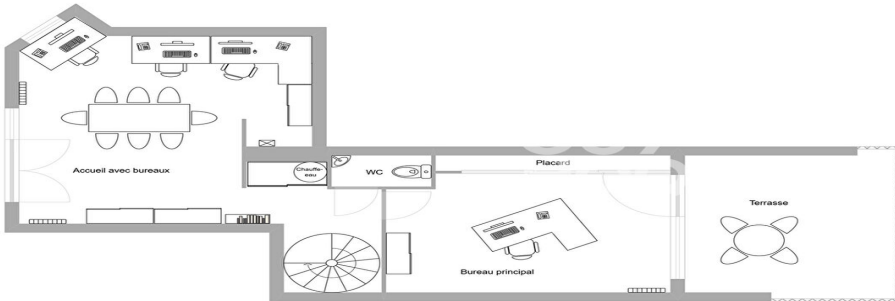 Accueil avec bureaux
Chauffe-
eau
WC
Placard
Bureau principal
Terrasse